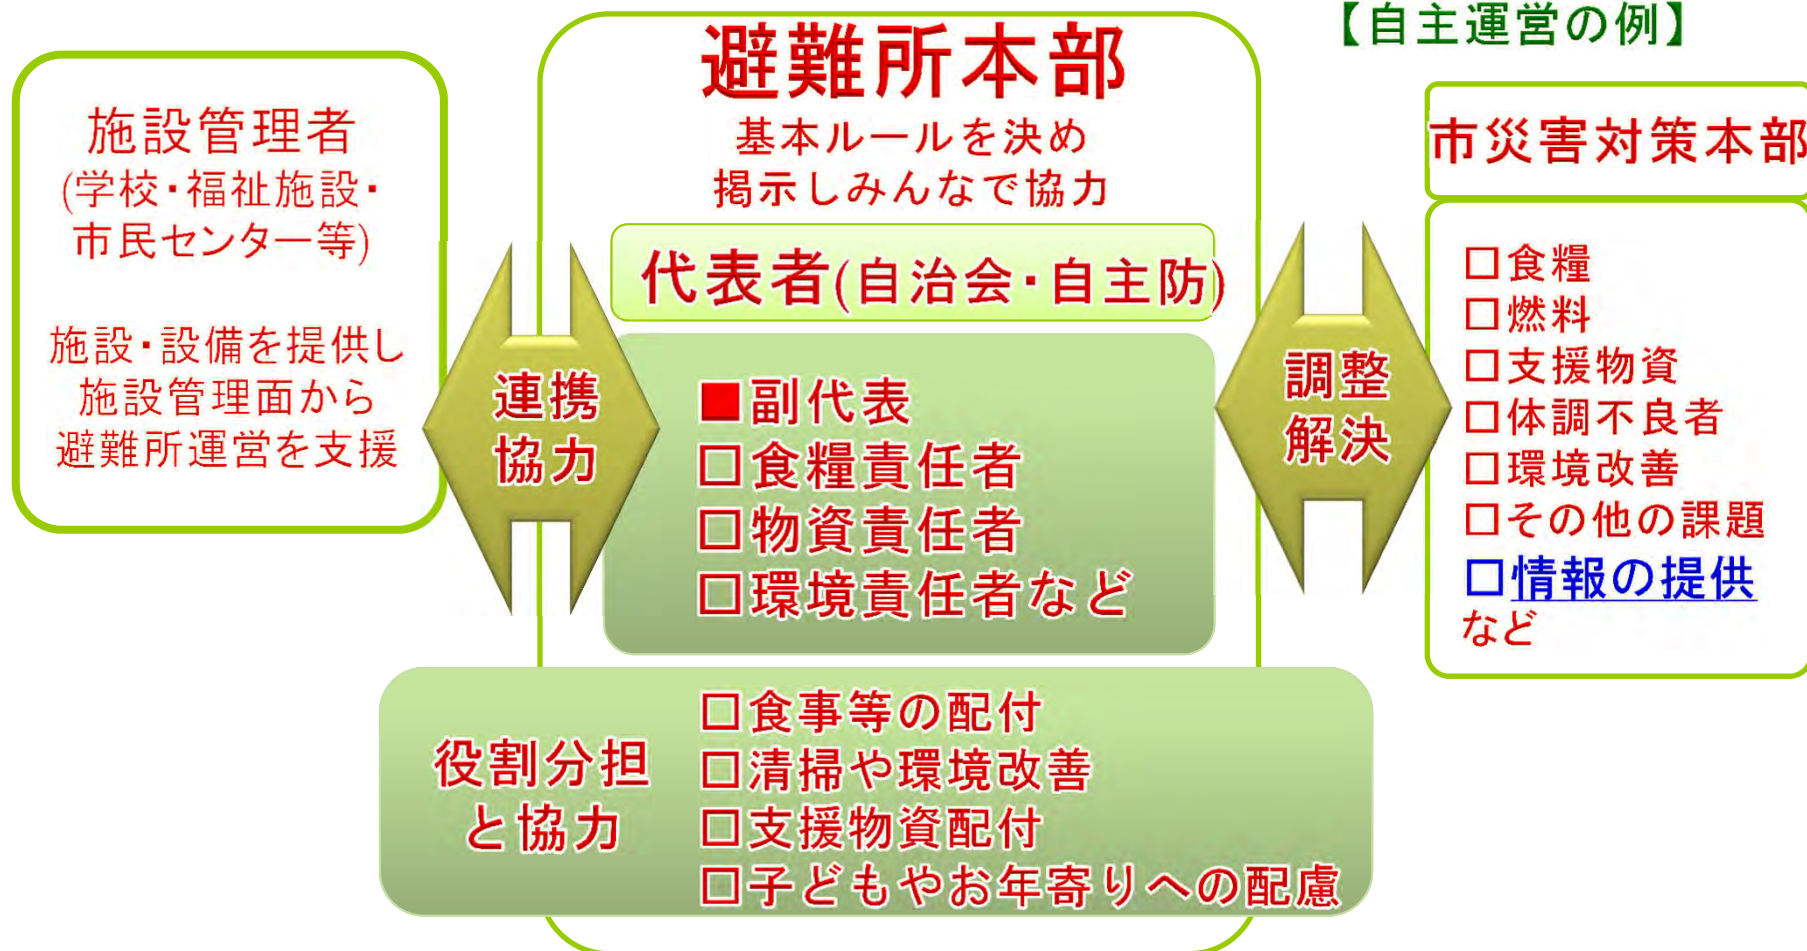 【自主運営の例】
避難所本部
基本ルールを決め
掲示しみんなで協力
施設管理者
(学校・福祉施設・
市民センター等)
施設・設備を提供し
施設管理面から
避難所運営を支援
連携
協力
代表者(自治会・自主防)
■副代表
□食糧責任者
□物資責任者
□環境責任者など
調整
解決
市災害対策本部
□食糧
□燃料
□支援物資
□体調不良者
□環境改善
□その他の課題
□情報の提供
など
役割分担
と協力
□食事等の配付
□清掃や環境改善
□支援物資配付
□子どもやお年寄りへの配慮